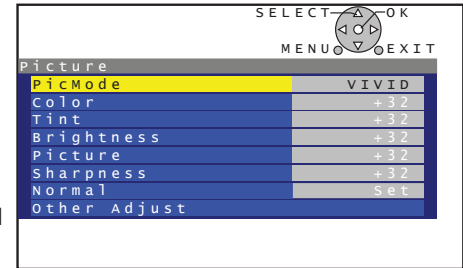 SELECT OK
MENU EXIT
Picture
PicMode VIVID
Color +32
Tint +32
Brightness +32
Picture +32
Sharpness +32
Normal Set
Other Adjust